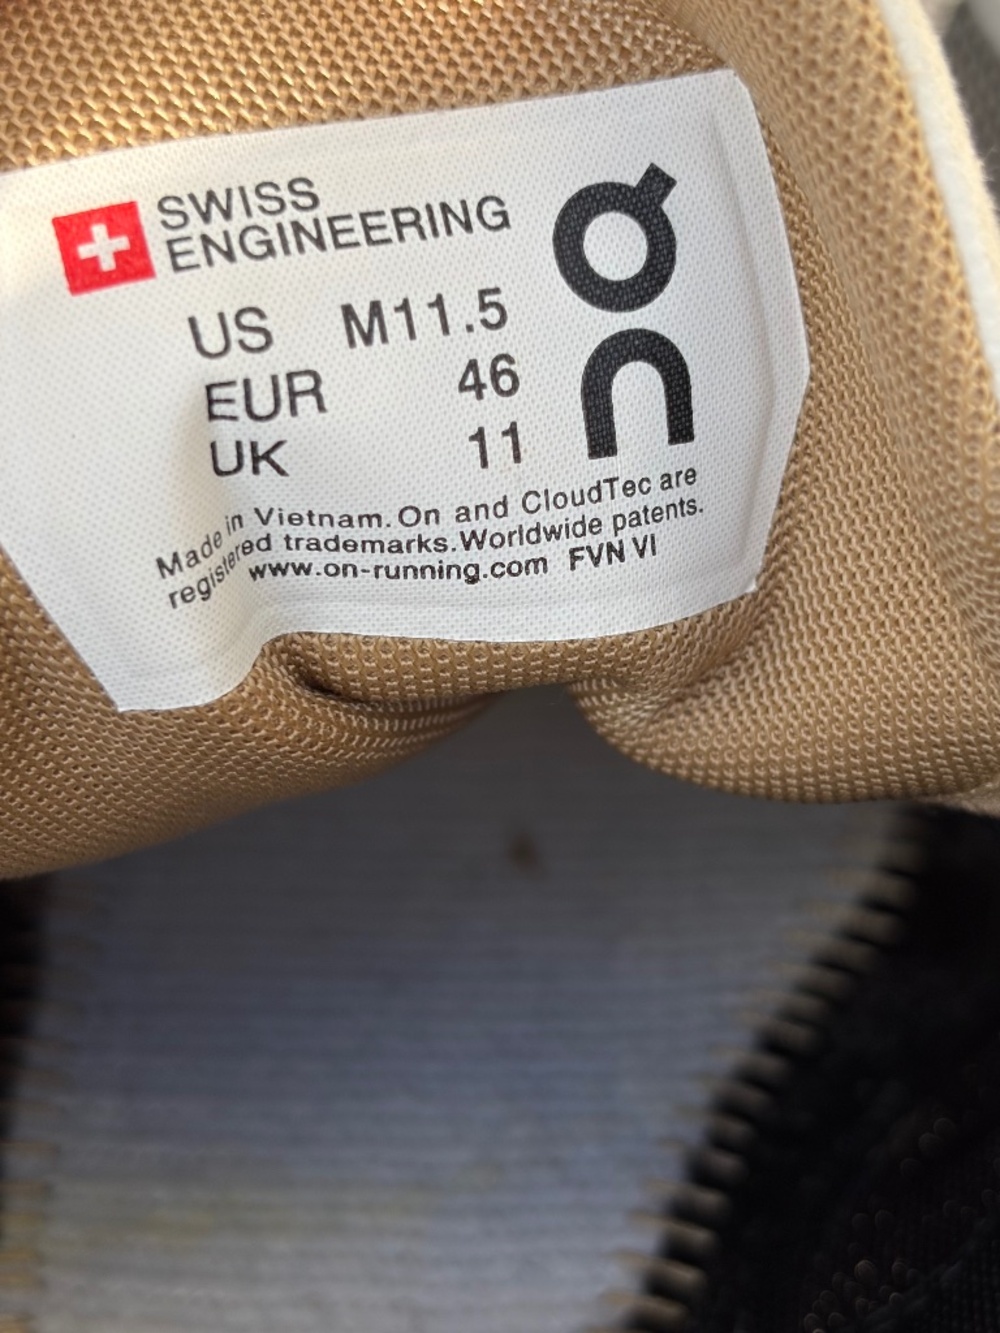 SWISS
ENGINEERING
On
US M11.5
EUR 46
UK 11
Made in Vietnam. On and CloudTec are
registered trademarks. Worldwide patents.
www.on-running.com FVN VI